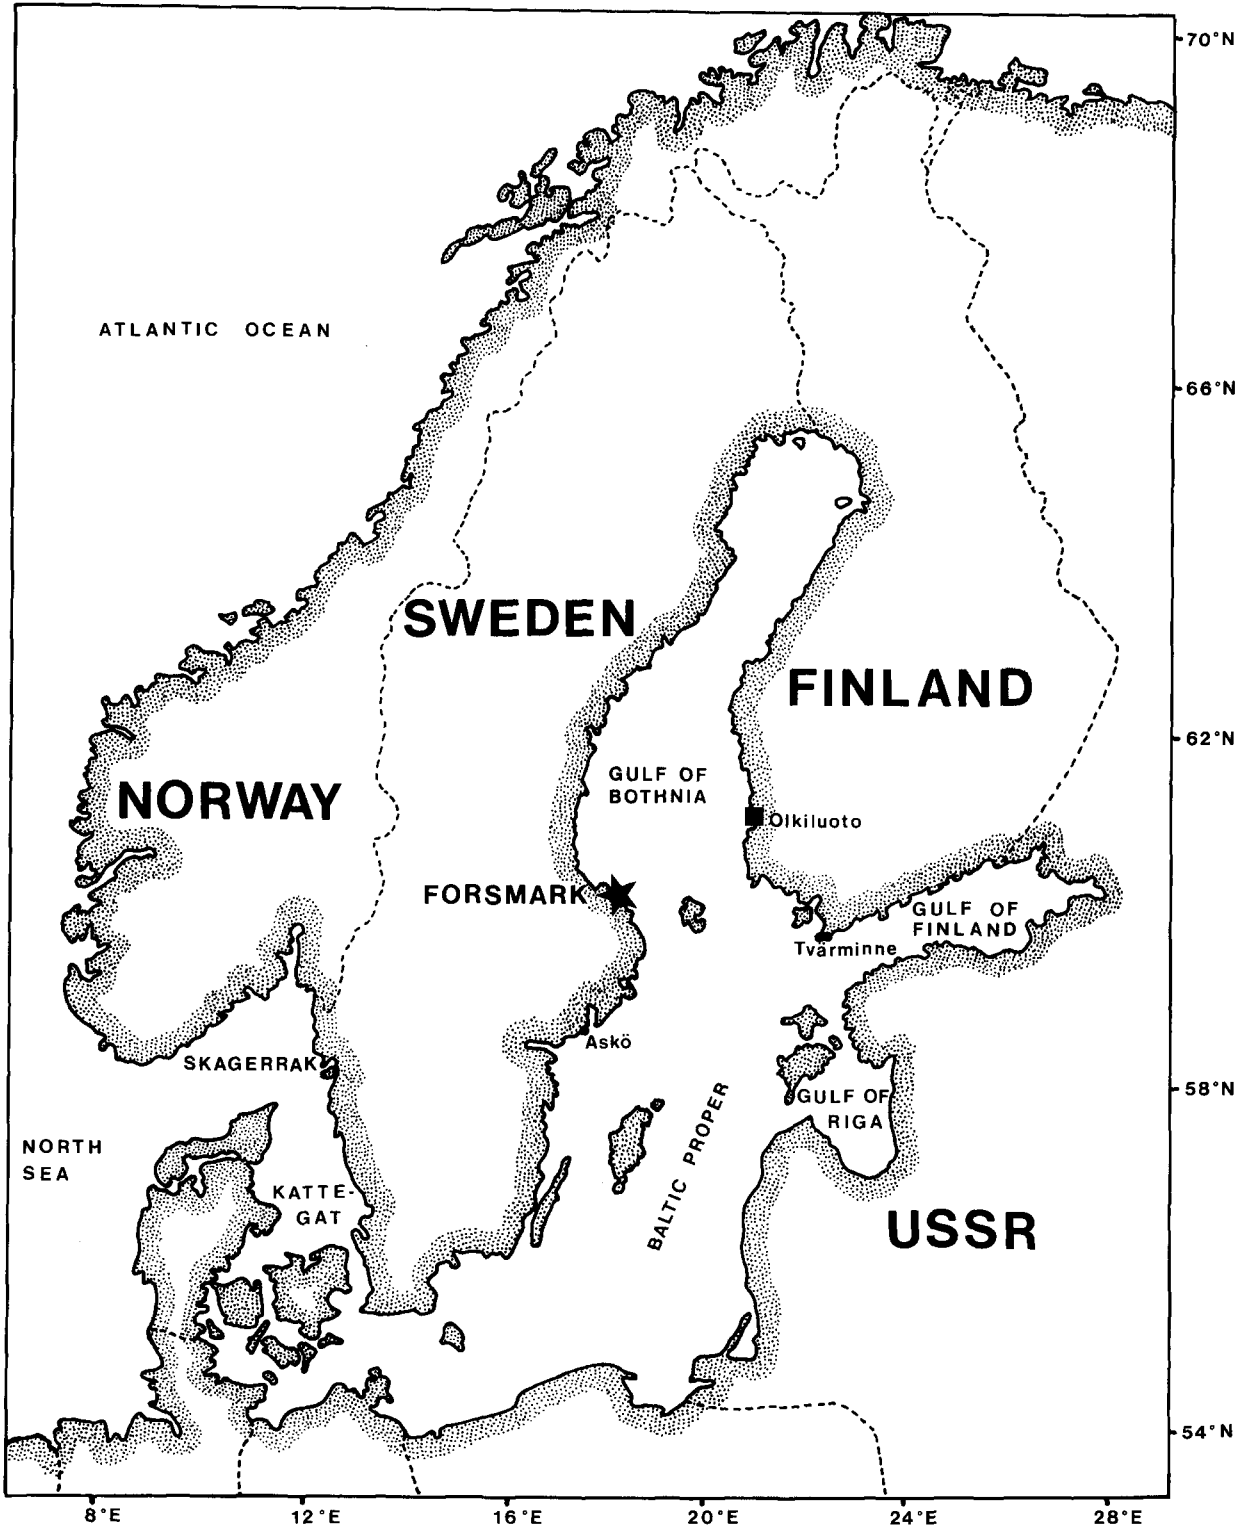 70°N
ATLANTIC OCEAN
66°N
SWEDEN
FINLAND
62°N
GULF OF
BOTHNIA
NORWAY
Olkiluoto
FORSMARK
GULF OF
FINLAND
Tvärminne
Askö
SKAGERRAK
58°N
GULF OF
RIGA
BALTIC PROPER
NORTH
SEA
KATTE-
GAT
USSR
54°N
8°E
12°E
16°E
20°E
24°E
28°E